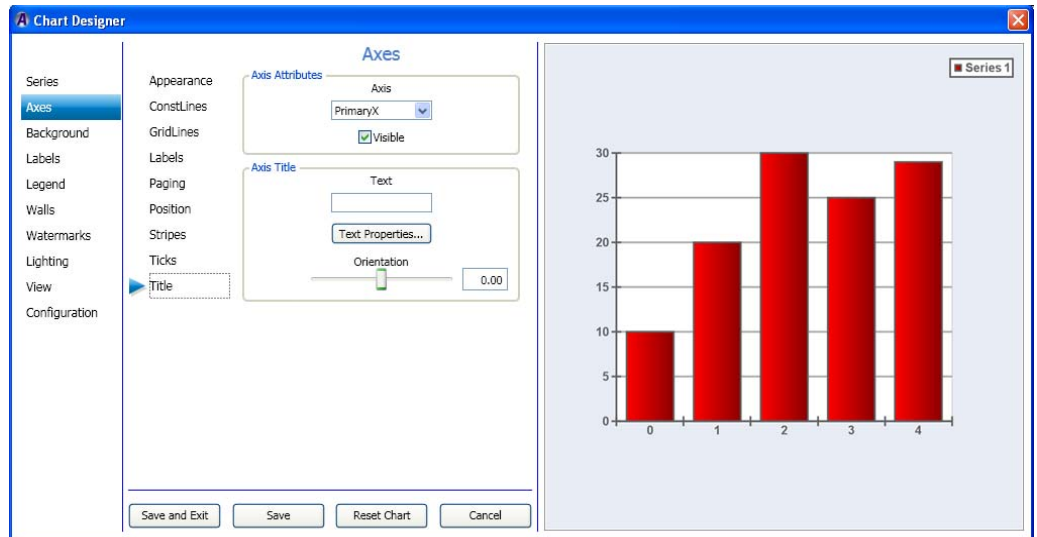 Chart Designer
Series
Axes
Background
Labels
Legend
Walls
Watermarks
Lighting
View
Configuration
Appearance
ConstLines
GridLines
Labels
Paging
Position
Stripes
Ticks
Title
Axes
Axis Attributes
Axis
PrimaryX
Visible
Axis Title
Text
Text Properties...
Orientation
0.00
Save and Exit
Save
Reset Chart
Cancel
Series 1
30
25
20
15
10
5
0
0 1 2 3 4